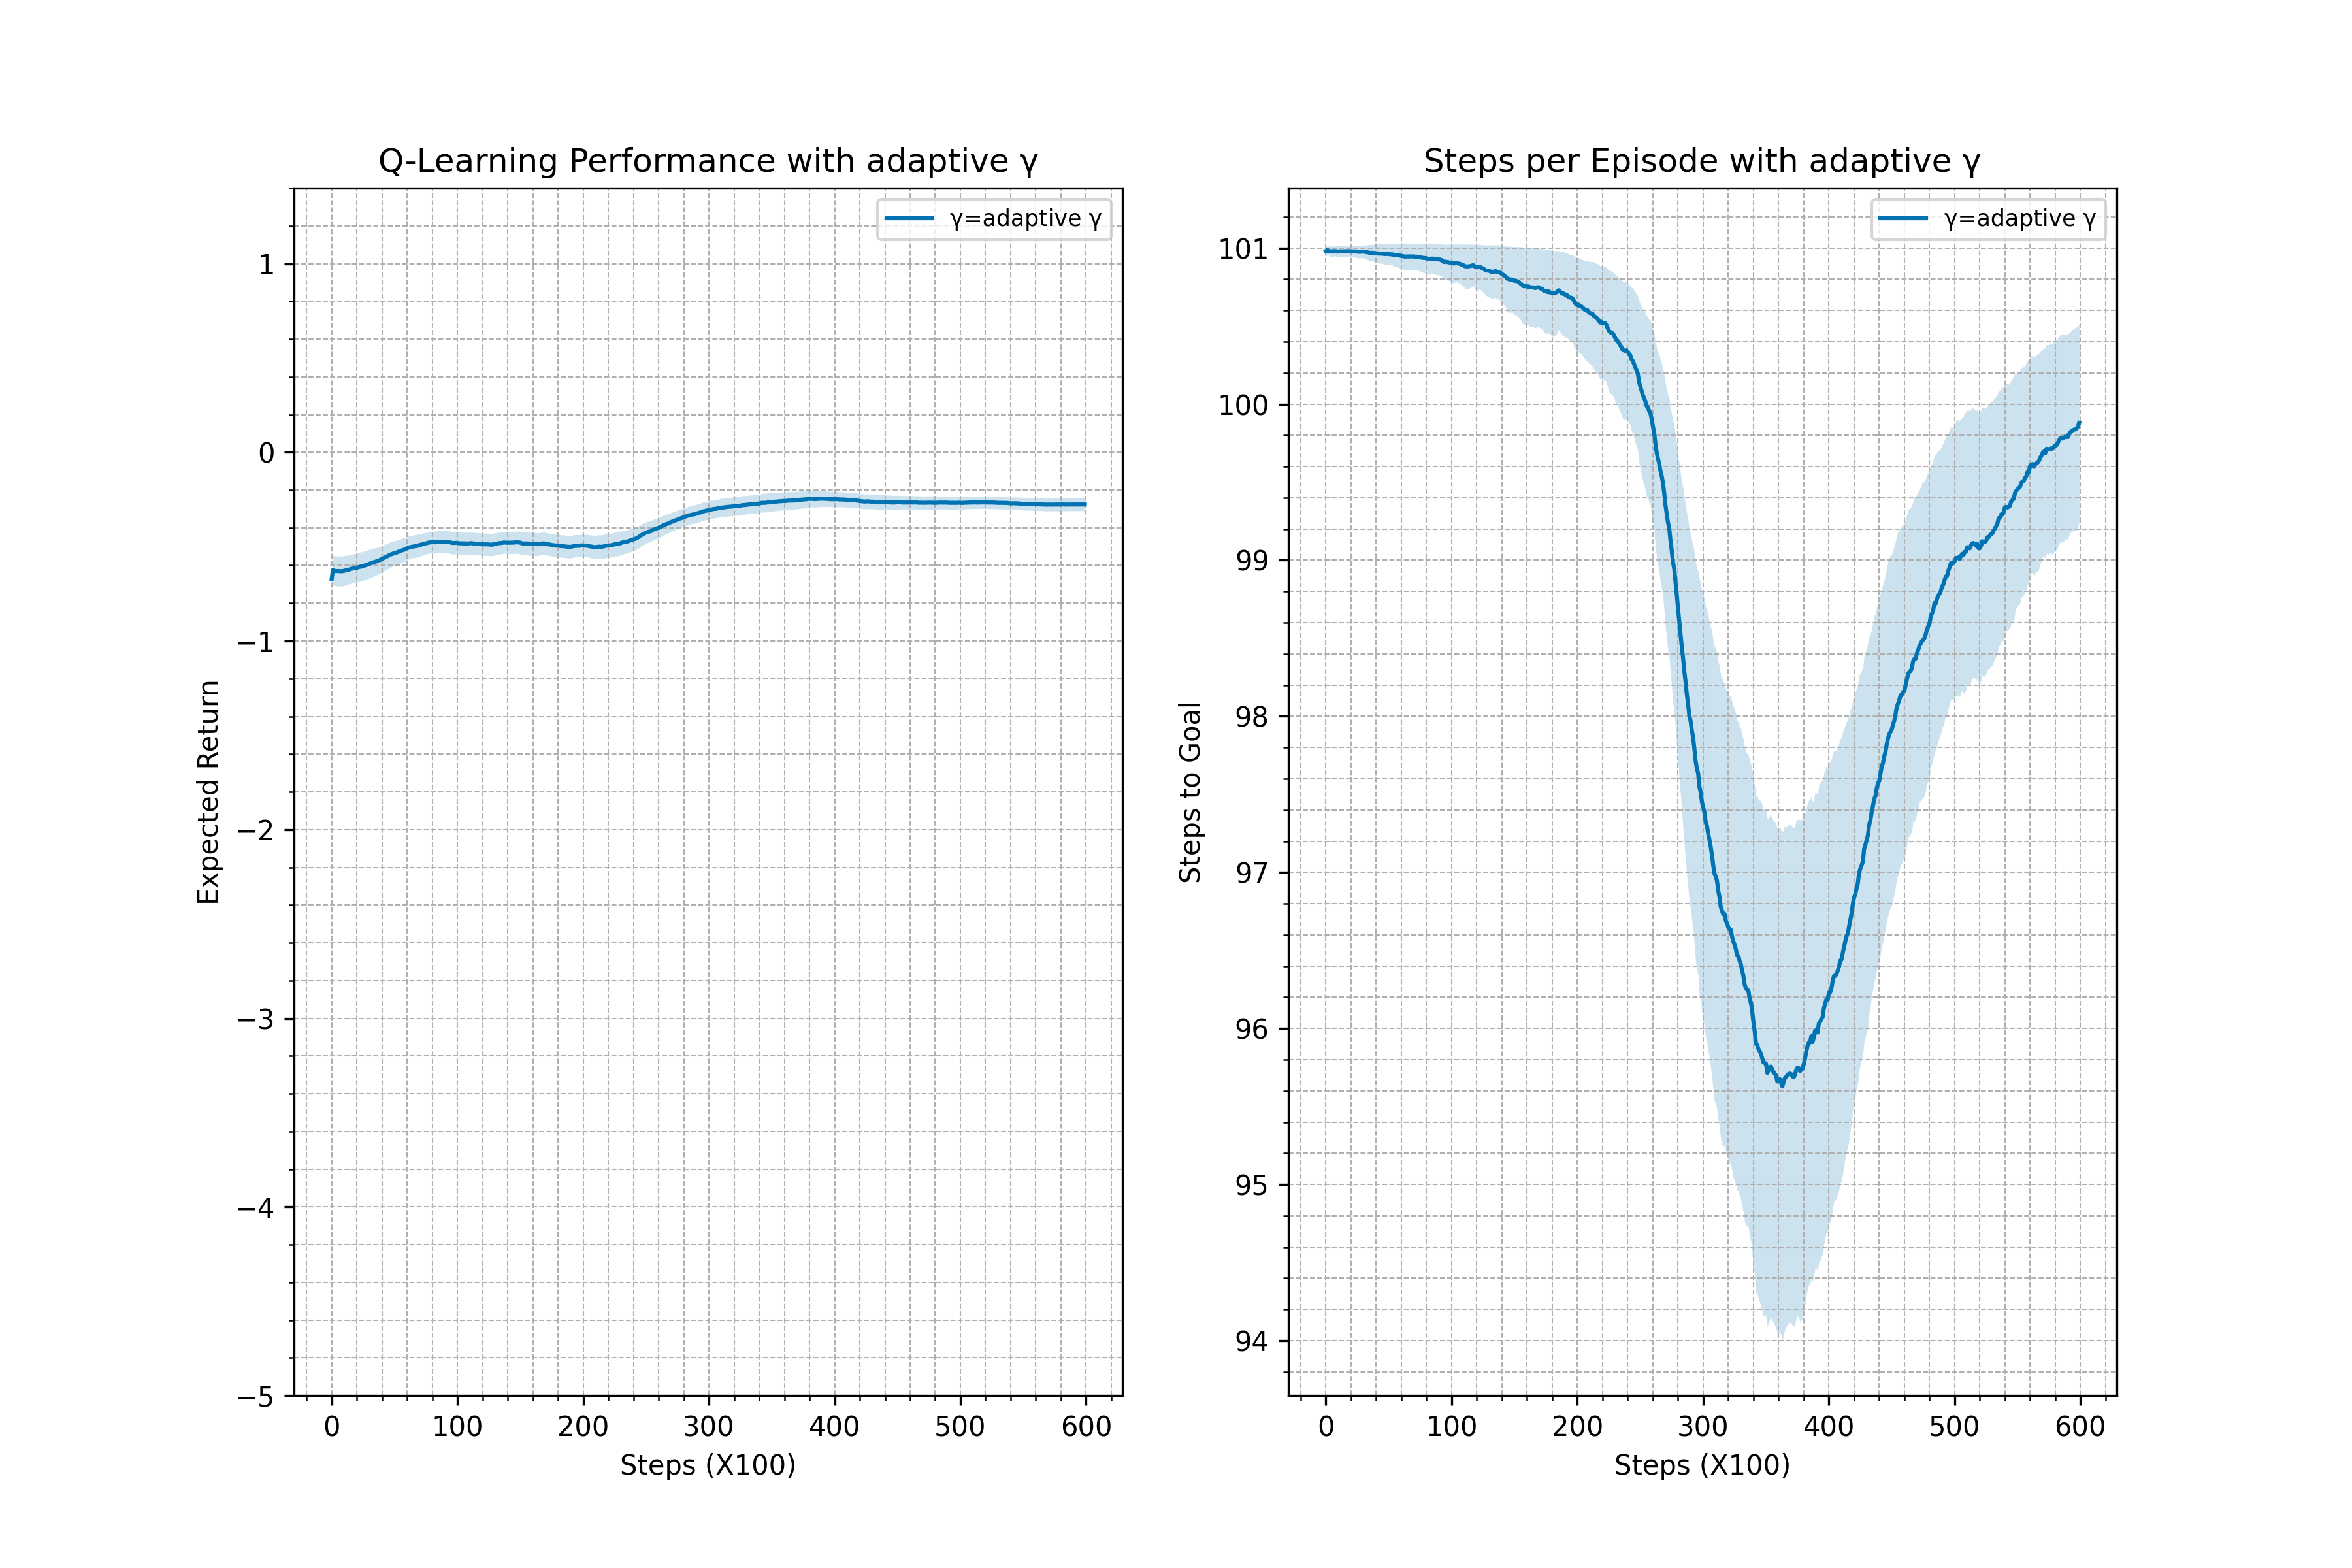 Q-Learning Performance with adaptive γ
γ=adaptive γ
1
0
−1
−2
−3
−4
−5
Expected Return
0 100 200 300 400 500 600
Steps (X100)
Steps per Episode with adaptive γ
γ=adaptive γ
101
100
99
98
97
96
95
94
Steps to Goal
0 100 200 300 400 500 600
Steps (X100)